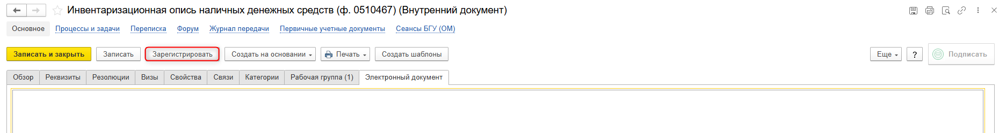 Инвентаризационная опись наличных денежных средств (ф. 0510467) (Внутренний документ)
Основное Процессы и задачи Переписка Форум Журнал передачи Первичные учетные документы Сеансы БГУ (ОМ)
Записать и закрыть Записать Зарегистрировать Создать на основании Печать Создать шаблоны Еще ? Подписать
Обзор Реквизиты Резолюции Визы Свойства Связи Категории Рабочая группа (1) Электронный документ